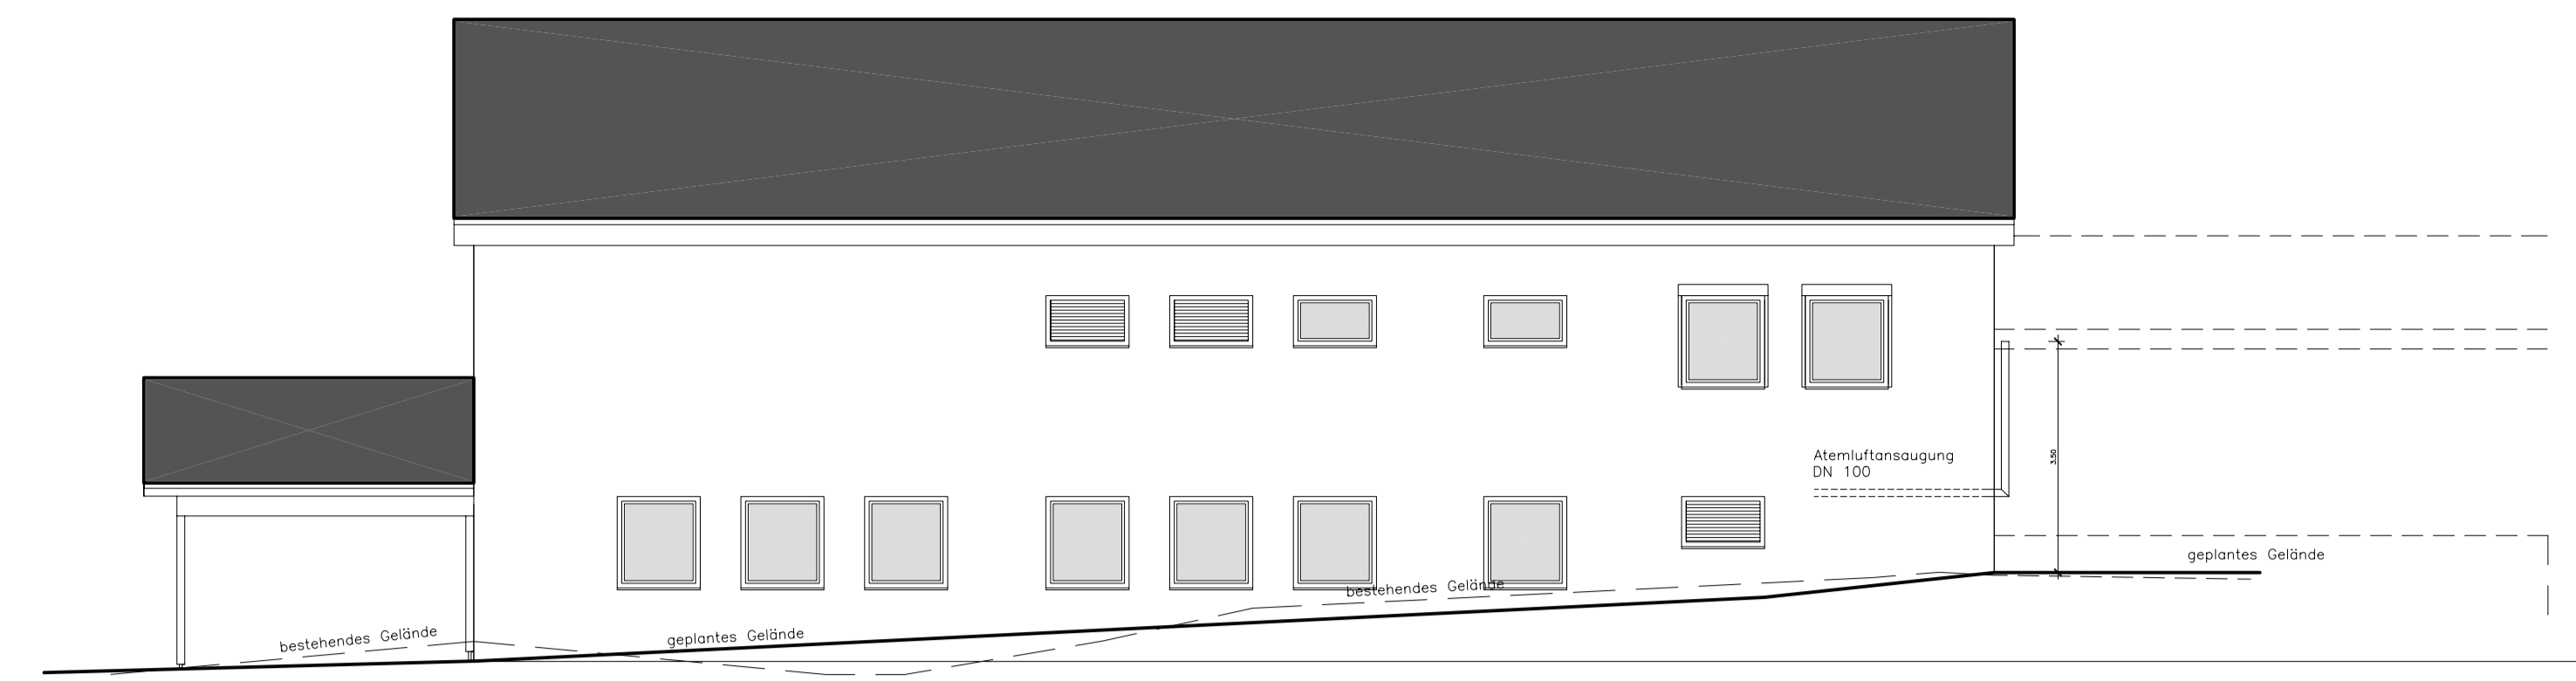 Atemluftansaugung
DN 100
3.50
geplantes Gelände
bestehendes Gelände
bestehendes Gelände
geplantes Gelände